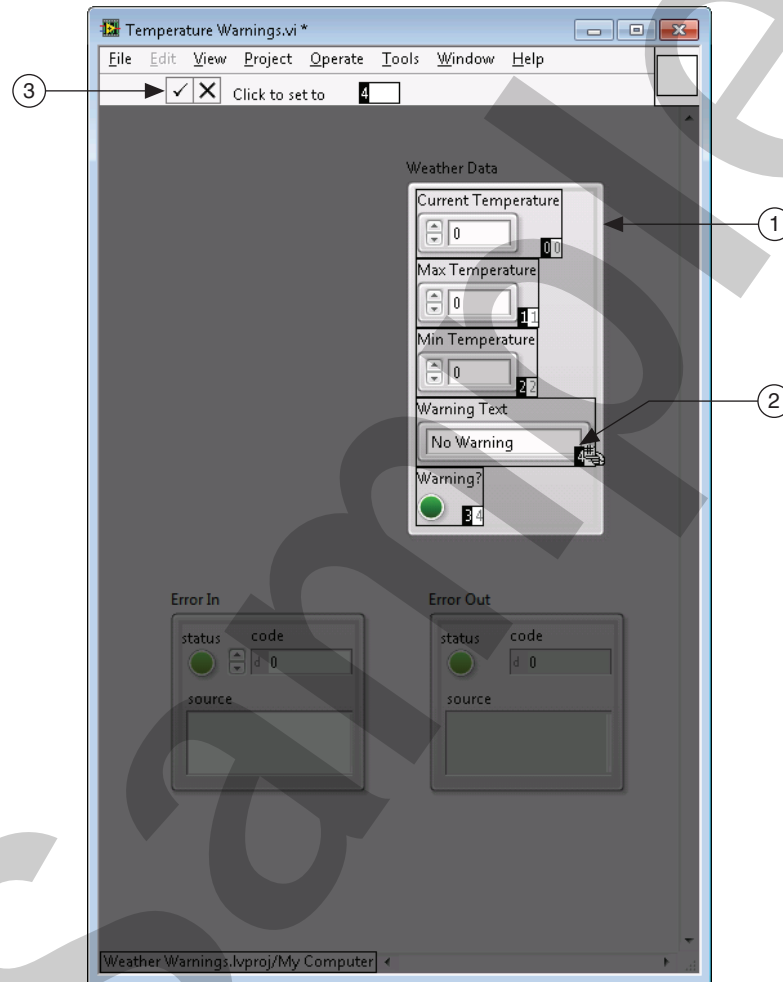 Temperature Warnings.vi *
File Edit View Project Operate Tools Window Help
3
Click to set to 4
Weather Data
Current Temperature
0
0 0
1
Max Temperature
0
1 1
Min Temperature
0
2 2
2
Warning Text
No Warning
4
Warning?
3 4
Error In
status code
d 0
source
Error Out
status code
d 0
source
Weather Warnings.lvproj/My Computer
Sample